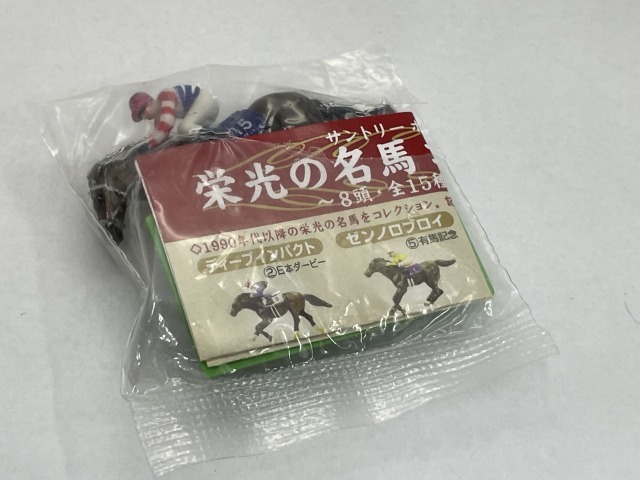 サントリー
栄光の名馬
～8頭・全15種
◇1990年代以降の栄光の名馬をコレクション。
ディープインパクト
②日本ダービー
ゼンノロブロイ
⑤有馬記念